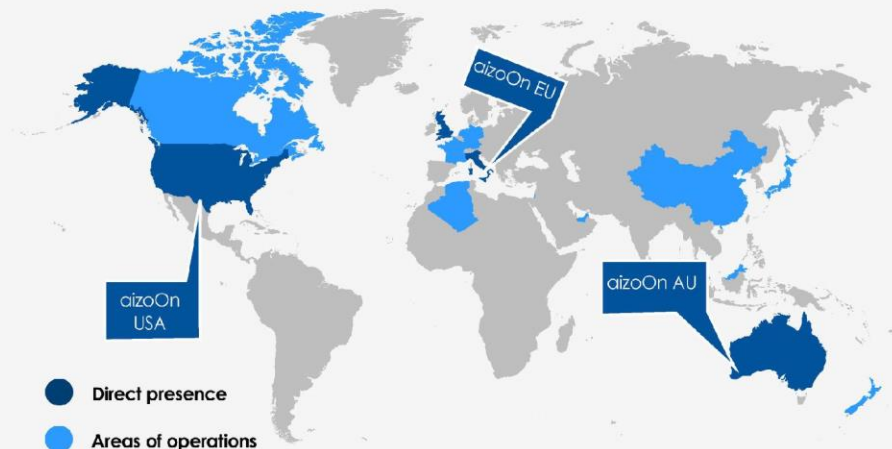 aizoOn EU
aizoOn
USA
aizoOn AU
Direct presence
Areas of operations